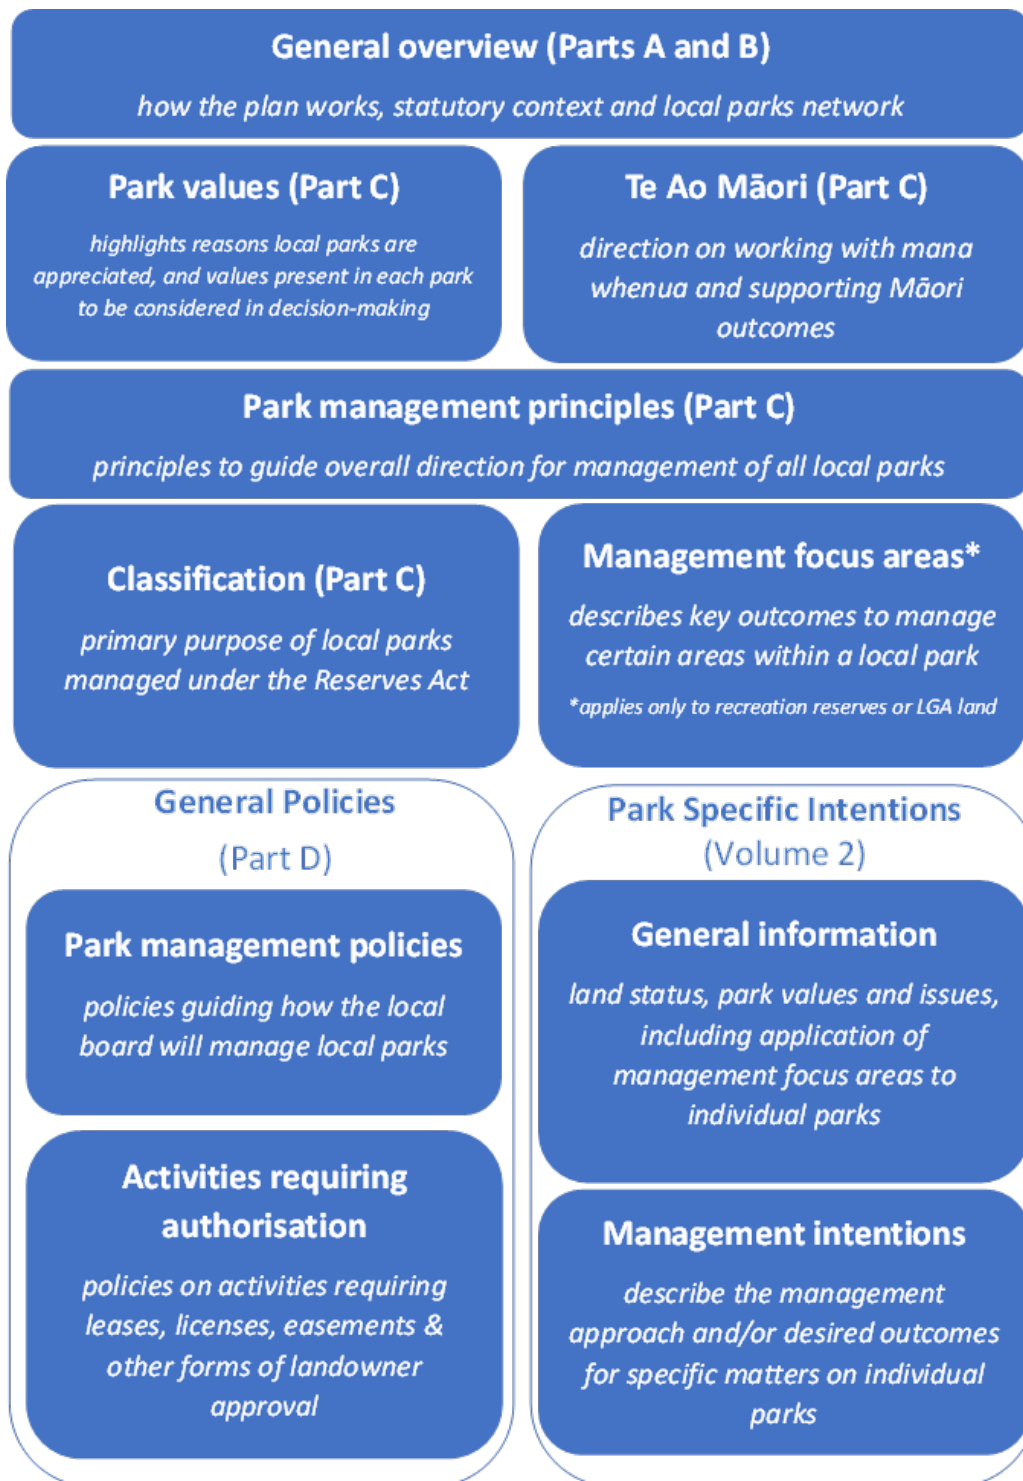 General overview (Parts A and B)
how the plan works, statutory context and local parks network
Park values (Part C)
highlights reasons local parks are
appreciated, and values present in each park
to be considered in decision-making
Te Ao Māori (Part C)
direction on working with mana
whenua and supporting Māori
outcomes
Park management principles (Part C)
principles to guide overall direction for management of all local parks
Classification (Part C)
primary purpose of local parks
managed under the Reserves Act
Management focus areas*
describes key outcomes to manage
certain areas within a local park
*applies only to recreation reserves or LGA land
General Policies
(Part D)
Park management policies
policies guiding how the local
board will manage local parks
Activities requiring
authorisation
policies on activities requiring
leases, licenses, easements &
other forms of landowner
approval
Park Specific Intentions
(Volume 2)
General information
land status, park values and issues,
including application of
management focus areas to
individual parks
Management intentions
describe the management
approach and/or desired outcomes
for specific matters on individual
parks